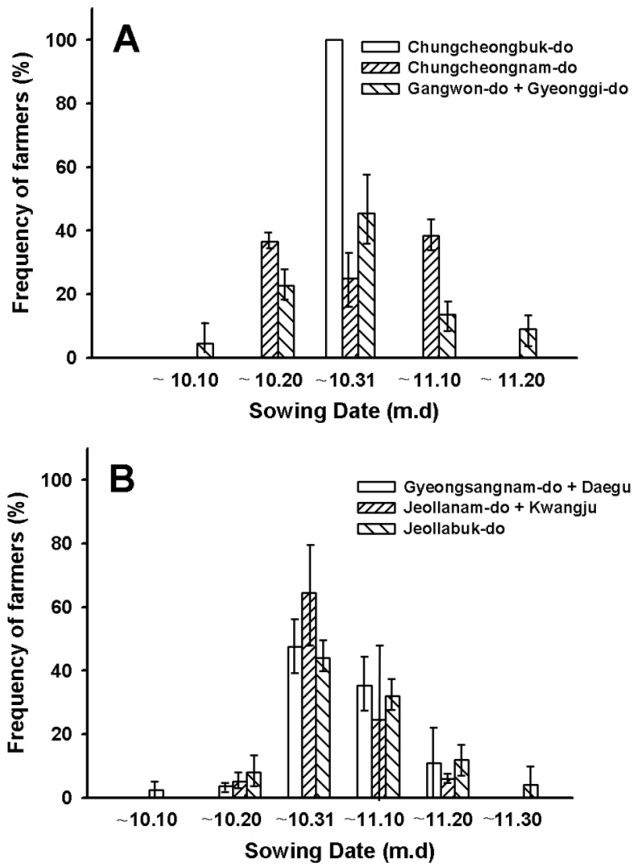 A
Chungcheongbuk-do
Chungcheongnam-do
Gangwon-do + Gyeonggi-do
Frequency of farmers (%)
100
80
60
40
20
0
~ 10.10 ~ 10.20 ~10.31 ~ 11.10 ~ 11.20
Sowing Date (m.d)
B
Gyeongsangnam-do + Daegu
Jeollanam-do + Kwangju
Jeollabuk-do
Frequency of farmers (%)
100
80
60
40
20
0
~10.10 ~10.20 ~10.31 ~11.10 ~11.20 ~11.30
Sowing Date (m.d)